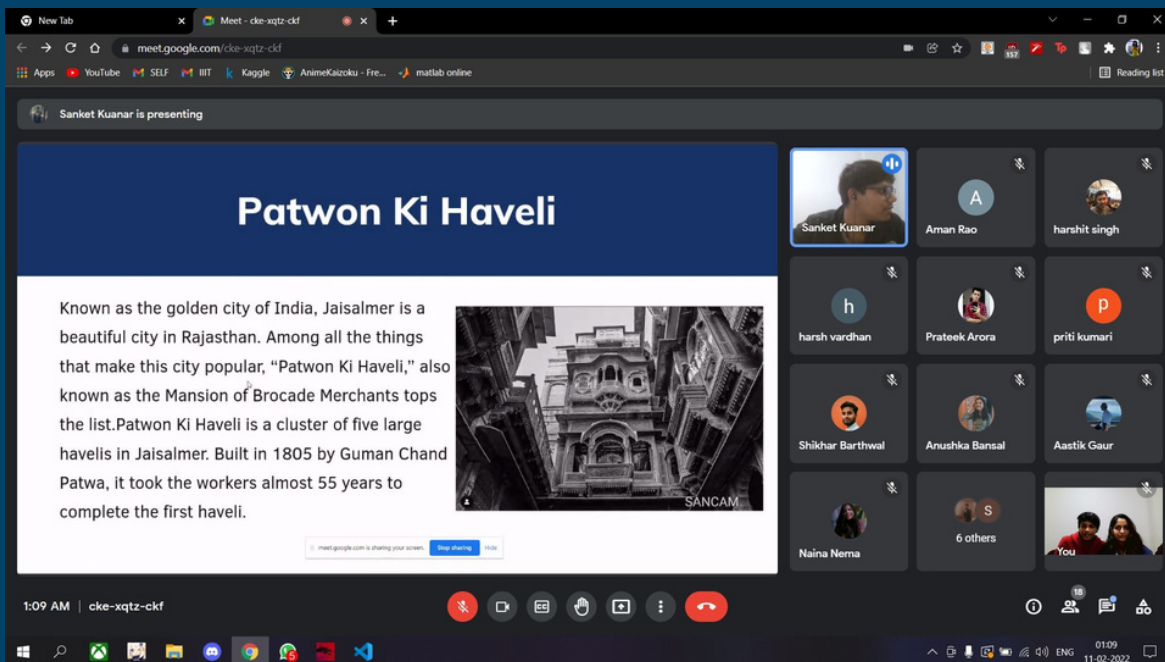 New Tab
Meet - cke-xqtz-ckf
meet.google.com/cke-xqtz-ckf
157
Tp
Apps
YouTube
SELF
IIIT
k Kaggle
AnimeKaizoku - Fre...
matlab online
Reading list
Sanket Kuanar is presenting
Patwon Ki Haveli
Known as the golden city of India, Jaisalmer is a
beautiful city in Rajasthan. Among all the things
that make this city popular, “Patwon Ki Haveli,” also
known as the Mansion of Brocade Merchants tops
the list.Patwon Ki Haveli is a cluster of five large
havelis in Jaisalmer. Built in 1805 by Guman Chand
Patwa, it took the workers almost 55 years to
complete the first haveli.
SANCAM
meet.google.com is sharing your screen.
Stop sharing
Hide
Sanket Kuanar
A
Aman Rao
harshit singh
h
harsh vardhan
Prateek Arora
p
priti kumari
Shikhar Barthwal
Anushka Bansal
Aastik Gaur
Naina Nema
S
6 others
You
1:09 AM | cke-xqtz-ckf
CC
18
5
ENG
01:09
11-02-2022